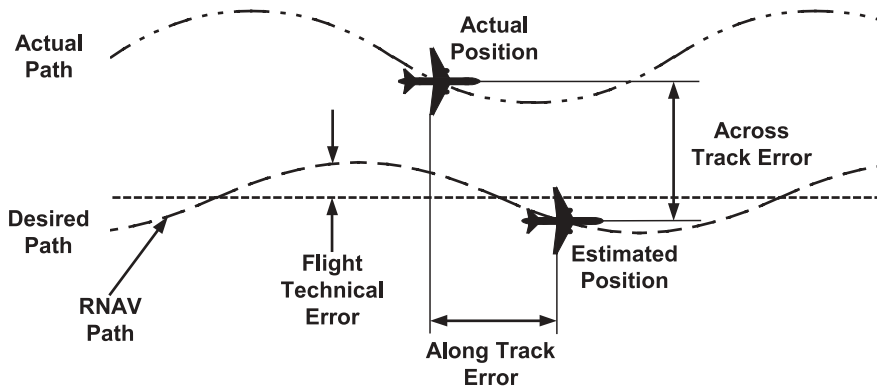 Actual
Path
Actual
Position
Across
Track Error
Desired
Path
RNAV
Path
Flight
Technical
Error
Estimated
Position
Along Track
Error